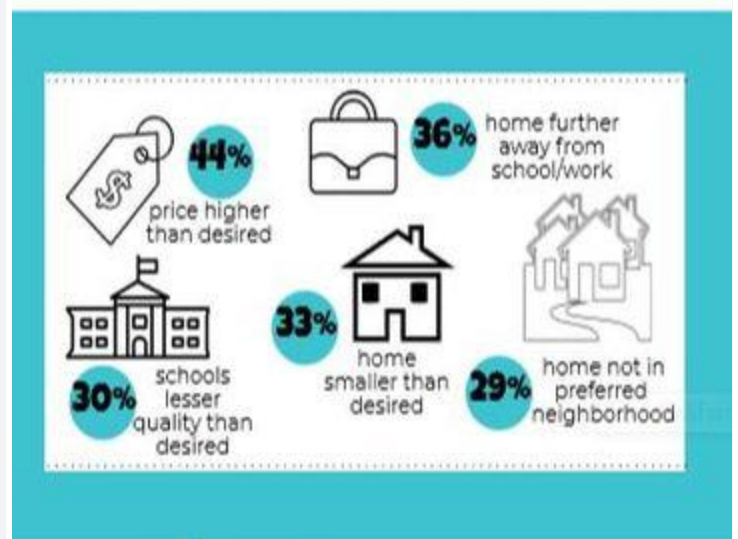 44%
price higher
than desired
36%
home further
away from
school/work
30%
schools
lesser
quality than
desired
33%
home
smaller than
desired
29%
home not in
preferred
neighborhood